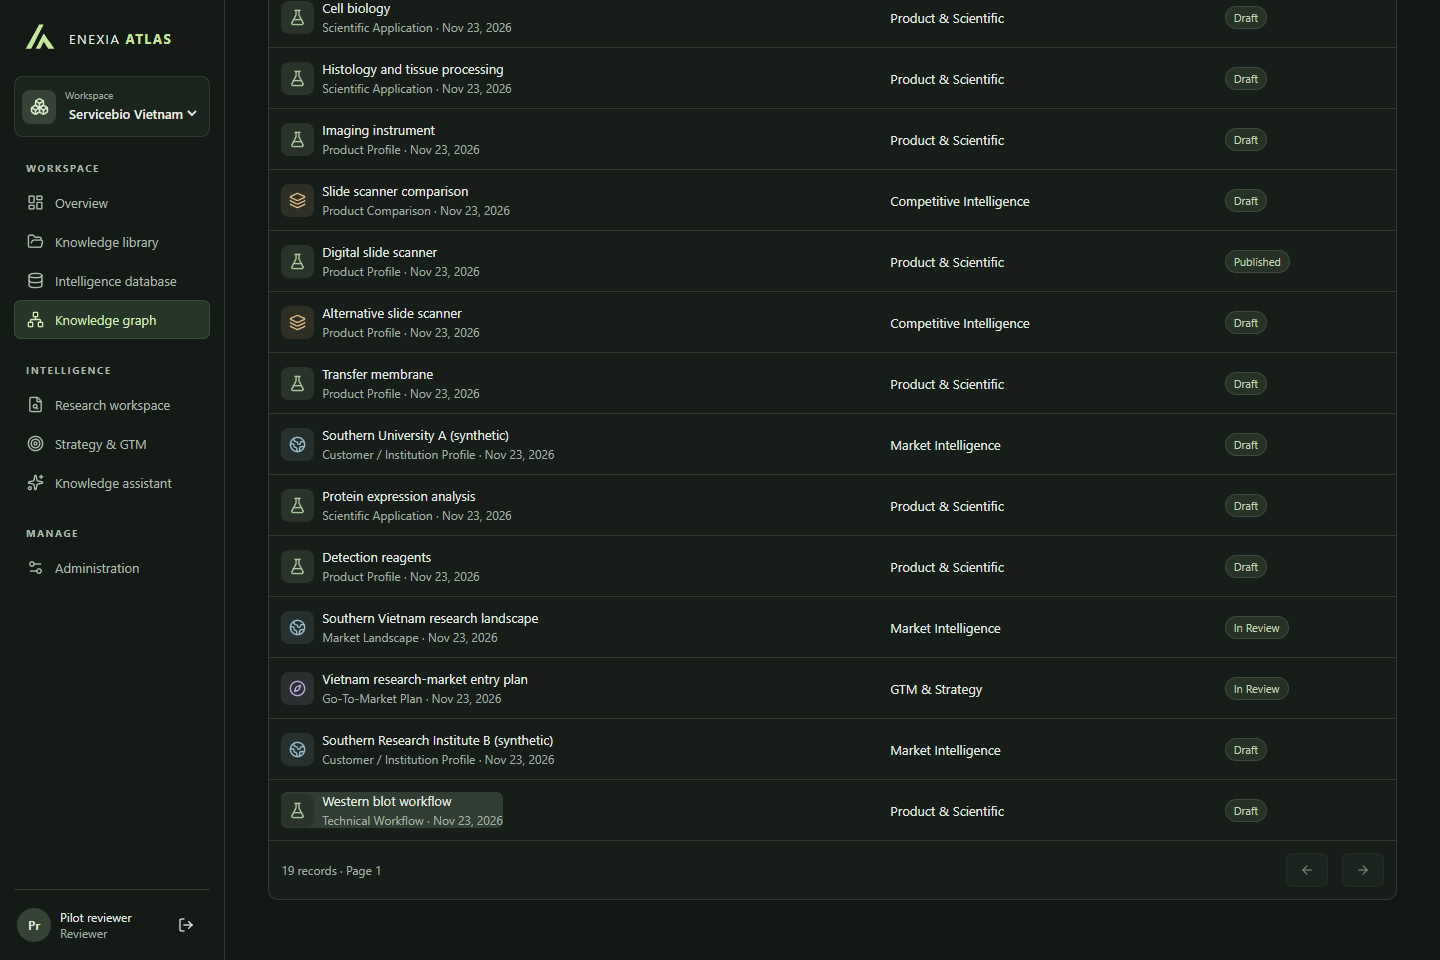 ENEXIA ATLAS
Workspace
Servicebio Vietnam
WORKSPACE
Overview
Knowledge library
Intelligence database
Knowledge graph
INTELLIGENCE
Research workspace
Strategy & GTM
Knowledge assistant
MANAGE
Administration
Pr
Pilot reviewer
Reviewer
Cell biology
Scientific Application · Nov 23, 2026
Product & Scientific
Draft
Histology and tissue processing
Scientific Application · Nov 23, 2026
Product & Scientific
Draft
Imaging instrument
Product Profile · Nov 23, 2026
Product & Scientific
Draft
Slide scanner comparison
Product Comparison · Nov 23, 2026
Competitive Intelligence
Draft
Digital slide scanner
Product Profile · Nov 23, 2026
Product & Scientific
Published
Alternative slide scanner
Product Profile · Nov 23, 2026
Competitive Intelligence
Draft
Transfer membrane
Product Profile · Nov 23, 2026
Product & Scientific
Draft
Southern University A (synthetic)
Customer / Institution Profile · Nov 23, 2026
Market Intelligence
Draft
Protein expression analysis
Scientific Application · Nov 23, 2026
Product & Scientific
Draft
Detection reagents
Product Profile · Nov 23, 2026
Product & Scientific
Draft
Southern Vietnam research landscape
Market Landscape · Nov 23, 2026
Market Intelligence
In Review
Vietnam research-market entry plan
Go-To-Market Plan · Nov 23, 2026
GTM & Strategy
In Review
Southern Research Institute B (synthetic)
Customer / Institution Profile · Nov 23, 2026
Market Intelligence
Draft
Western blot workflow
Technical Workflow · Nov 23, 2026
Product & Scientific
Draft
19 records · Page 1